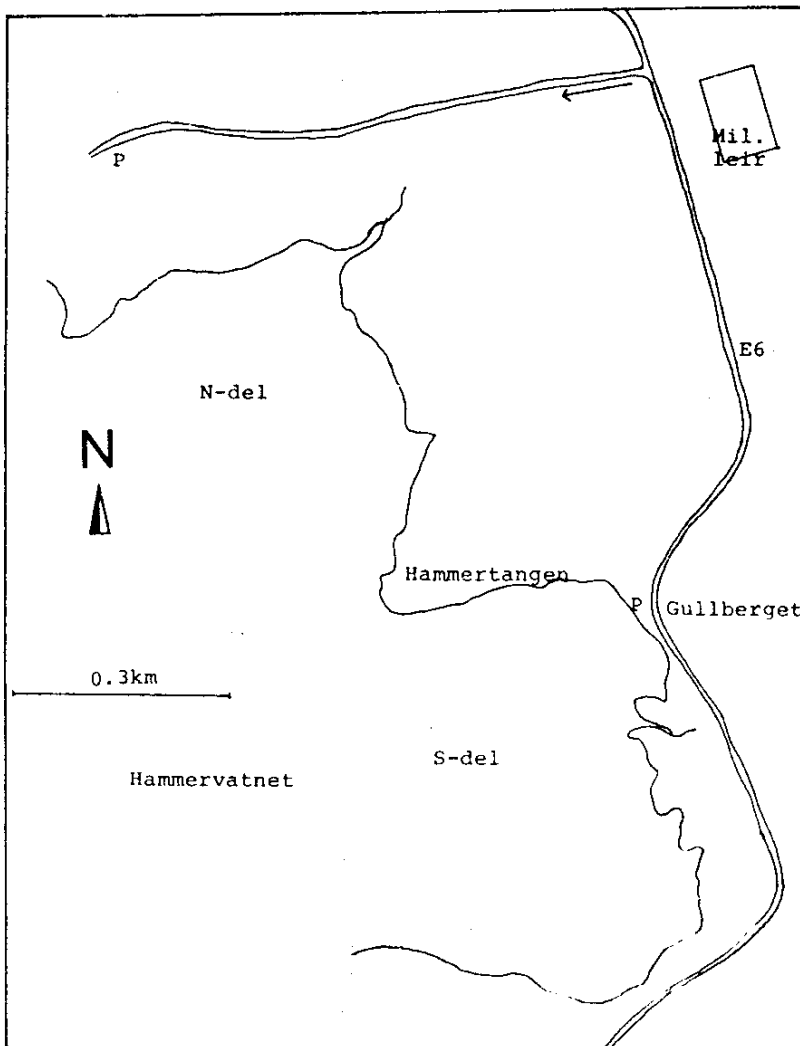 Mil.
leir
P
E6
N-del
N
Hammertangen
P
Gullberget
0.3km
S-del
Hammervatnet